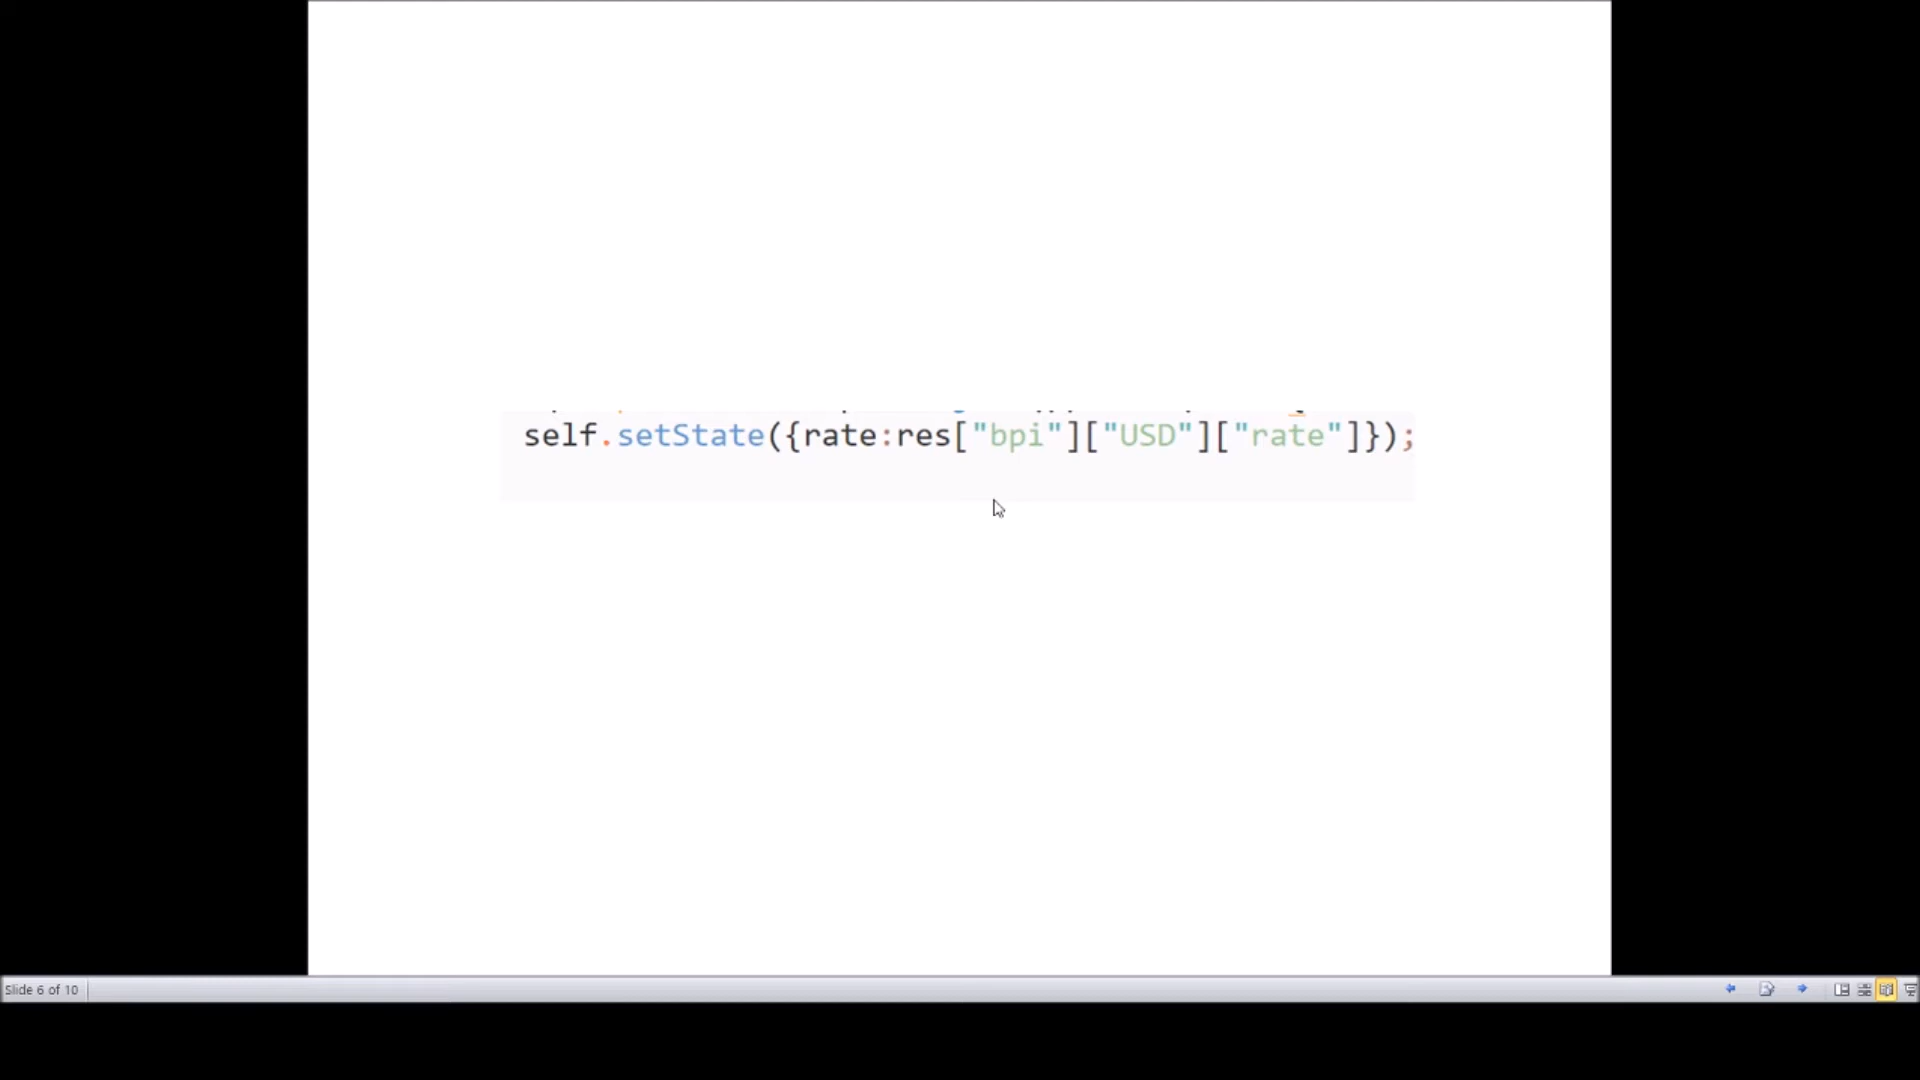 self.setState({rate:res["bpi"]["USD"]["rate"]});
Slide 6 of 10